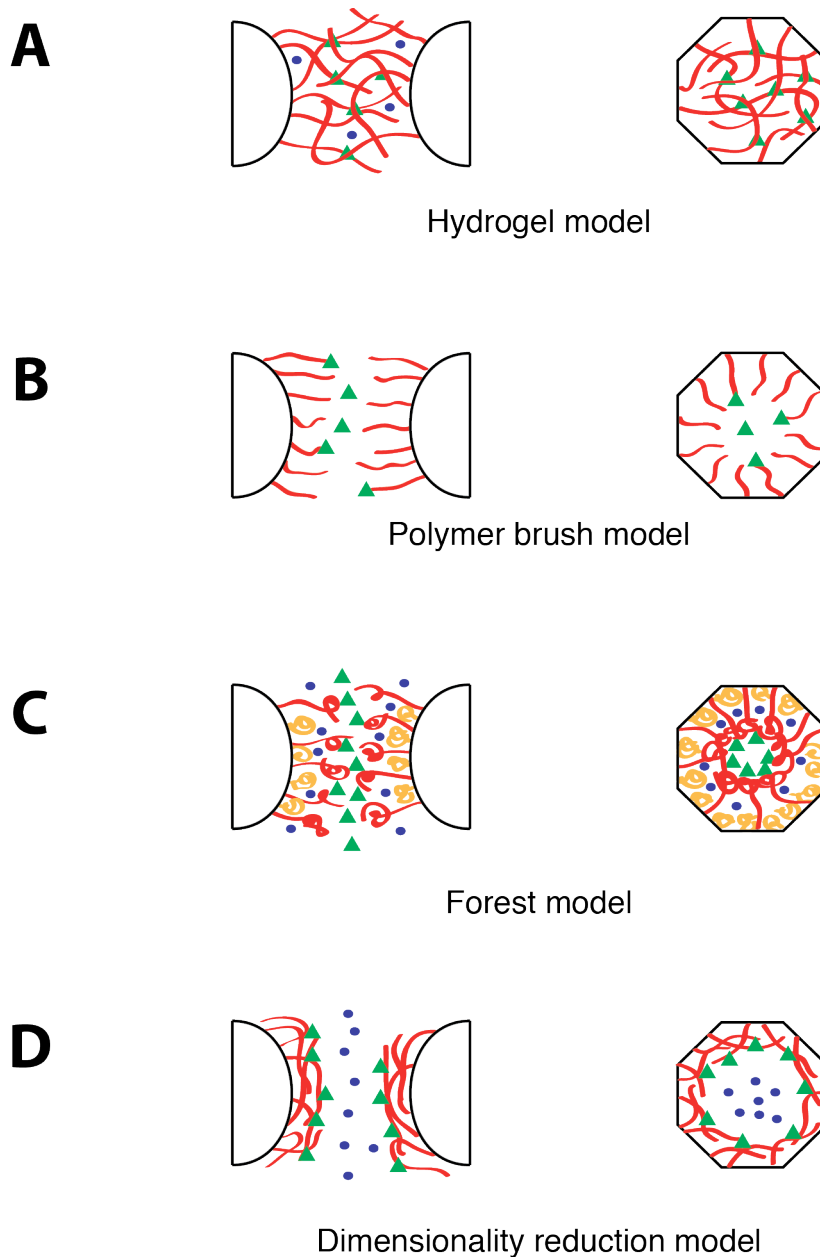 A
Hydrogel model
B
Polymer brush model
C
Forest model
D
Dimensionality reduction model